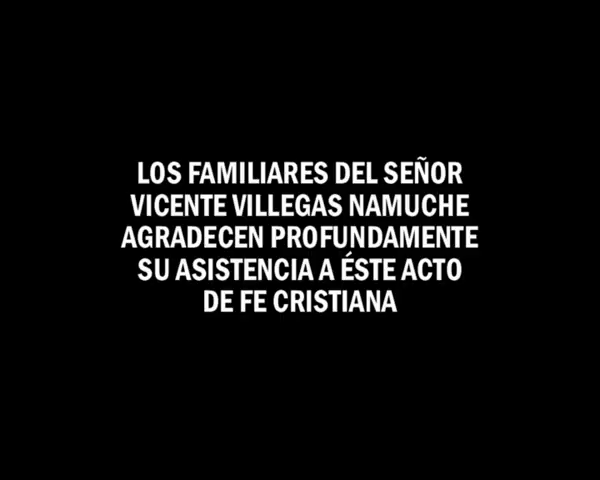 LOS FAMILIARES DEL SEÑOR
VICENTE VILLEGAS NAMUCHE
AGRADECEN PROFUNDAMENTE
SU ASISTENCIA A ÉSTE ACTO
DE FE CRISTIANA